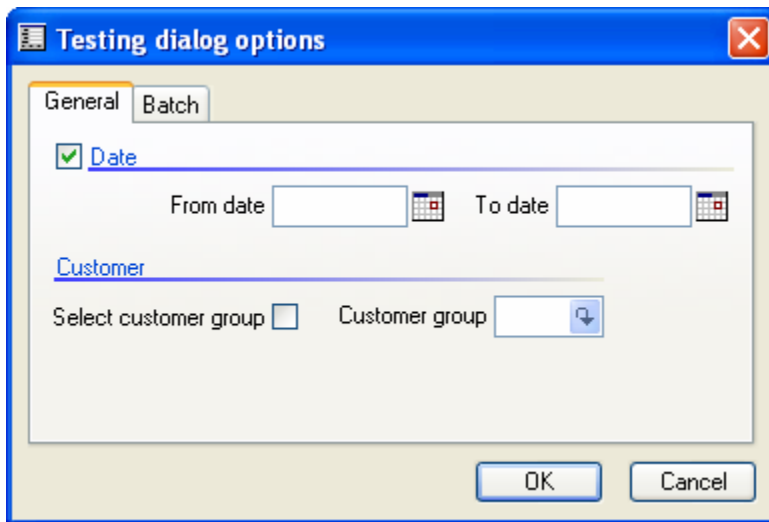 Testing dialog options
General Batch
Date
From date To date
Customer
Select customer group Customer group
OK Cancel